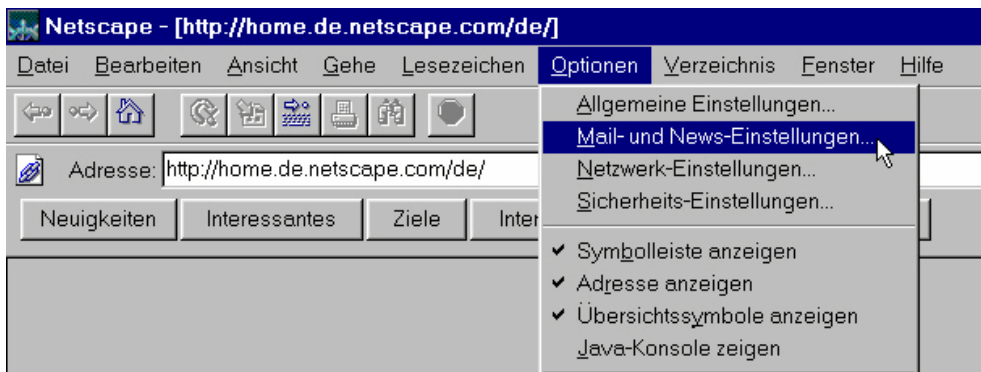 Netscape - [http://home.de.netscape.com/de/]
Datei Bearbeiten Ansicht Gehe Lesezeichen Optionen Verzeichnis Fenster Hilfe
Allgemeine Einstellungen...
Mail- und News-Einstellungen...
Adresse: http://home.de.netscape.com/de/
Netzwerk-Einstellungen...
Sicherheits-Einstellungen...
Neuigkeiten Interessantes Ziele
Symbolleiste anzeigen
Adresse anzeigen
Übersichtssymbole anzeigen
Java-Konsole zeigen